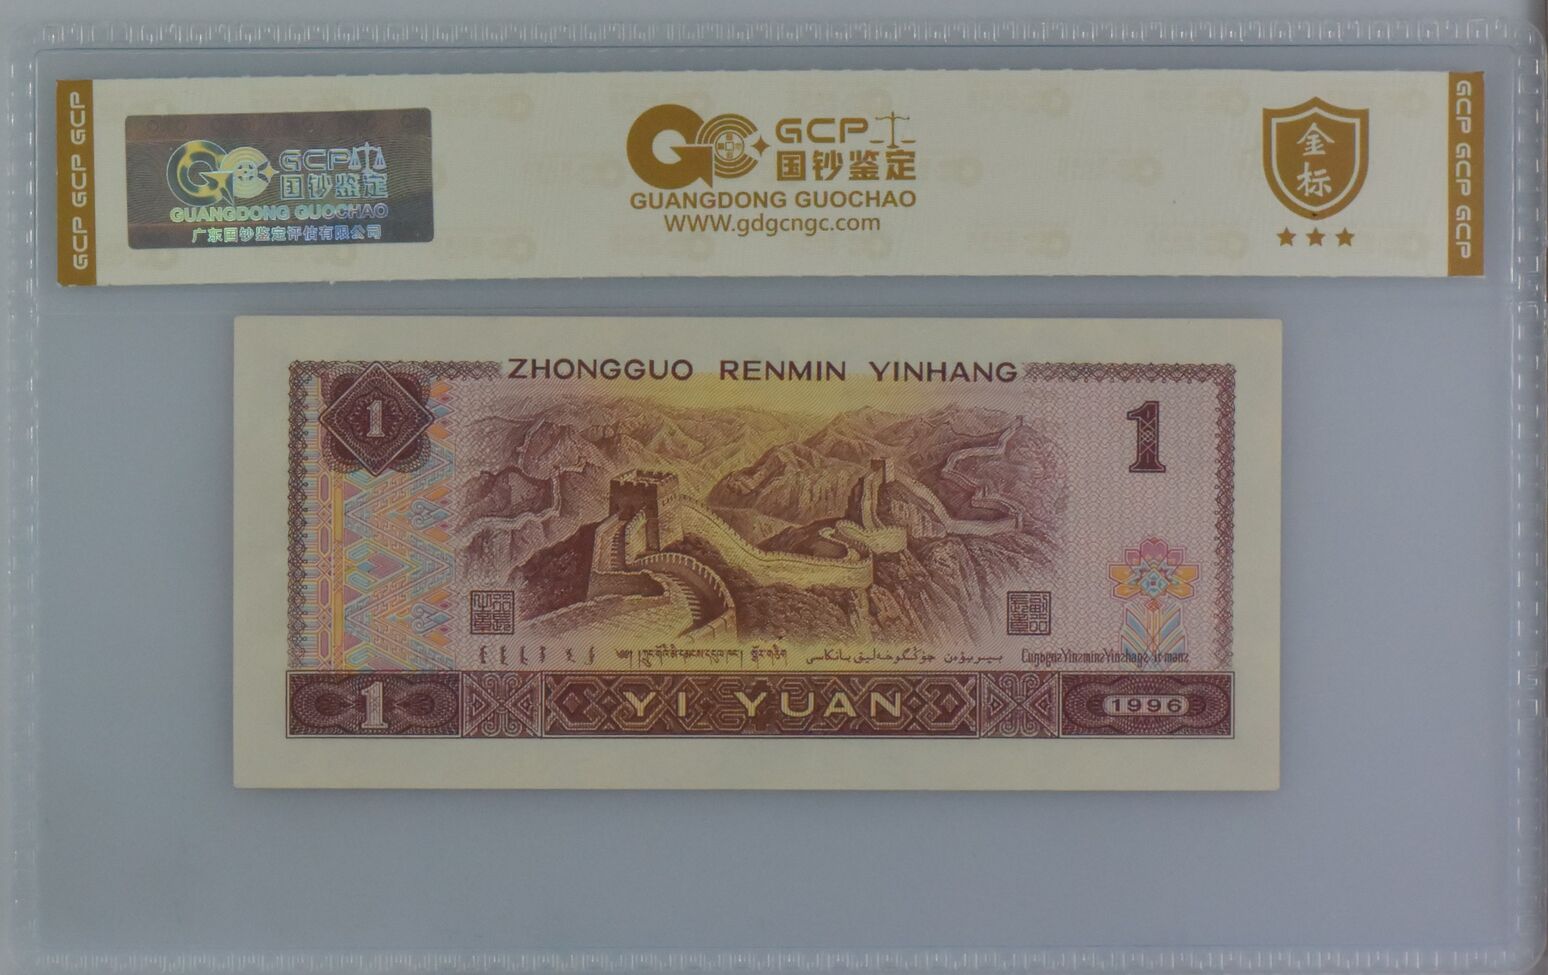 GCP GCP GCP
GCP
国钞鉴定
GUANGDONG GUOCHAO
广东国钞鉴定评估有限公司
GCP
国钞鉴定
GUANGDONG GUOCHAO
WWW.gdgcngc.com
金
标
GCP GCP GCP
ZHONGGUO RENMIN YINHANG
1
1
1
YI YUAN
1996